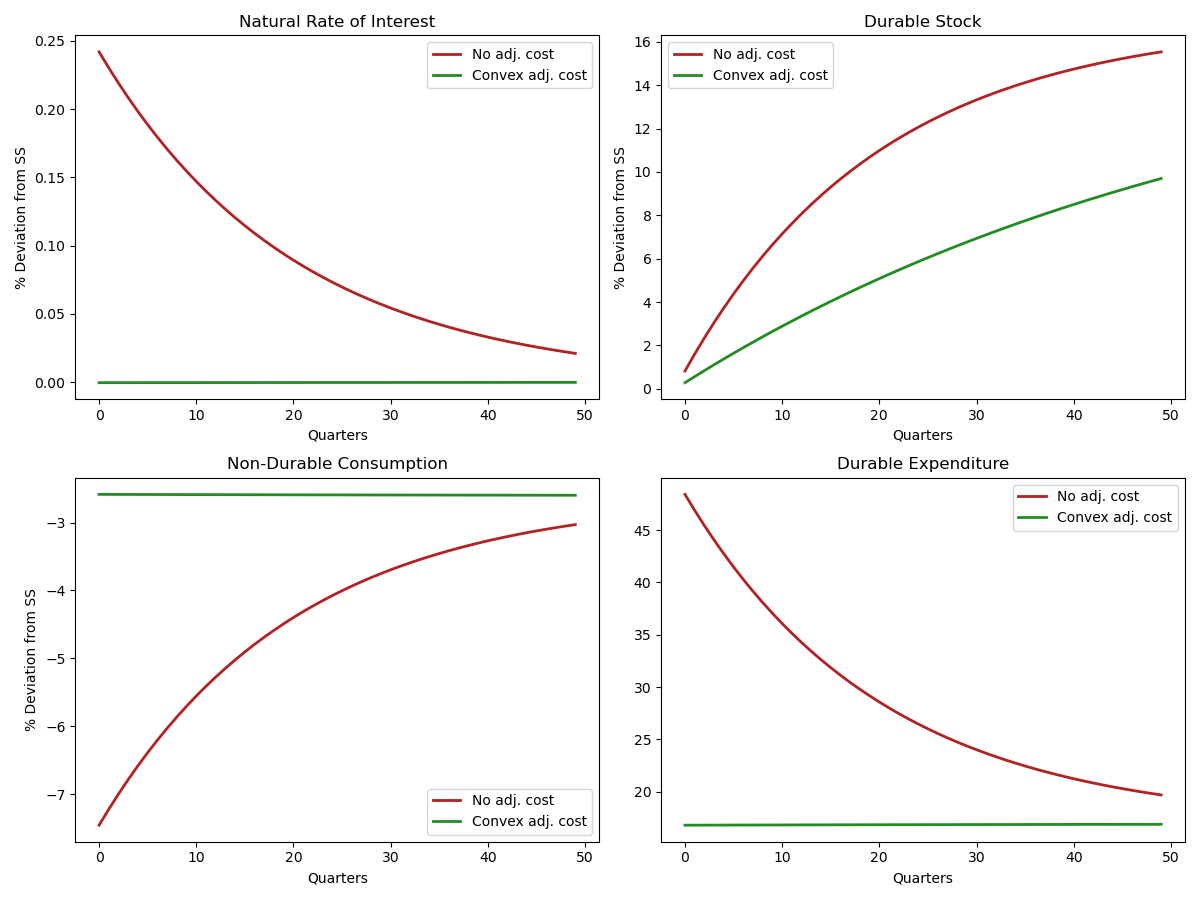 Natural Rate of Interest
% Deviation from SS
0.25
0.20
0.15
0.10
0.05
0.00
No adj. cost
Convex adj. cost
0 10 20 30 40 50
Quarters
Durable Stock
% Deviation from SS
16
14
12
10
8
6
4
2
0
No adj. cost
Convex adj. cost
0 10 20 30 40 50
Quarters
Non-Durable Consumption
% Deviation from SS
−3
−4
−5
−6
−7
No adj. cost
Convex adj. cost
0 10 20 30 40 50
Quarters
Durable Expenditure
45
40
35
30
25
20
No adj. cost
Convex adj. cost
0 10 20 30 40 50
Quarters